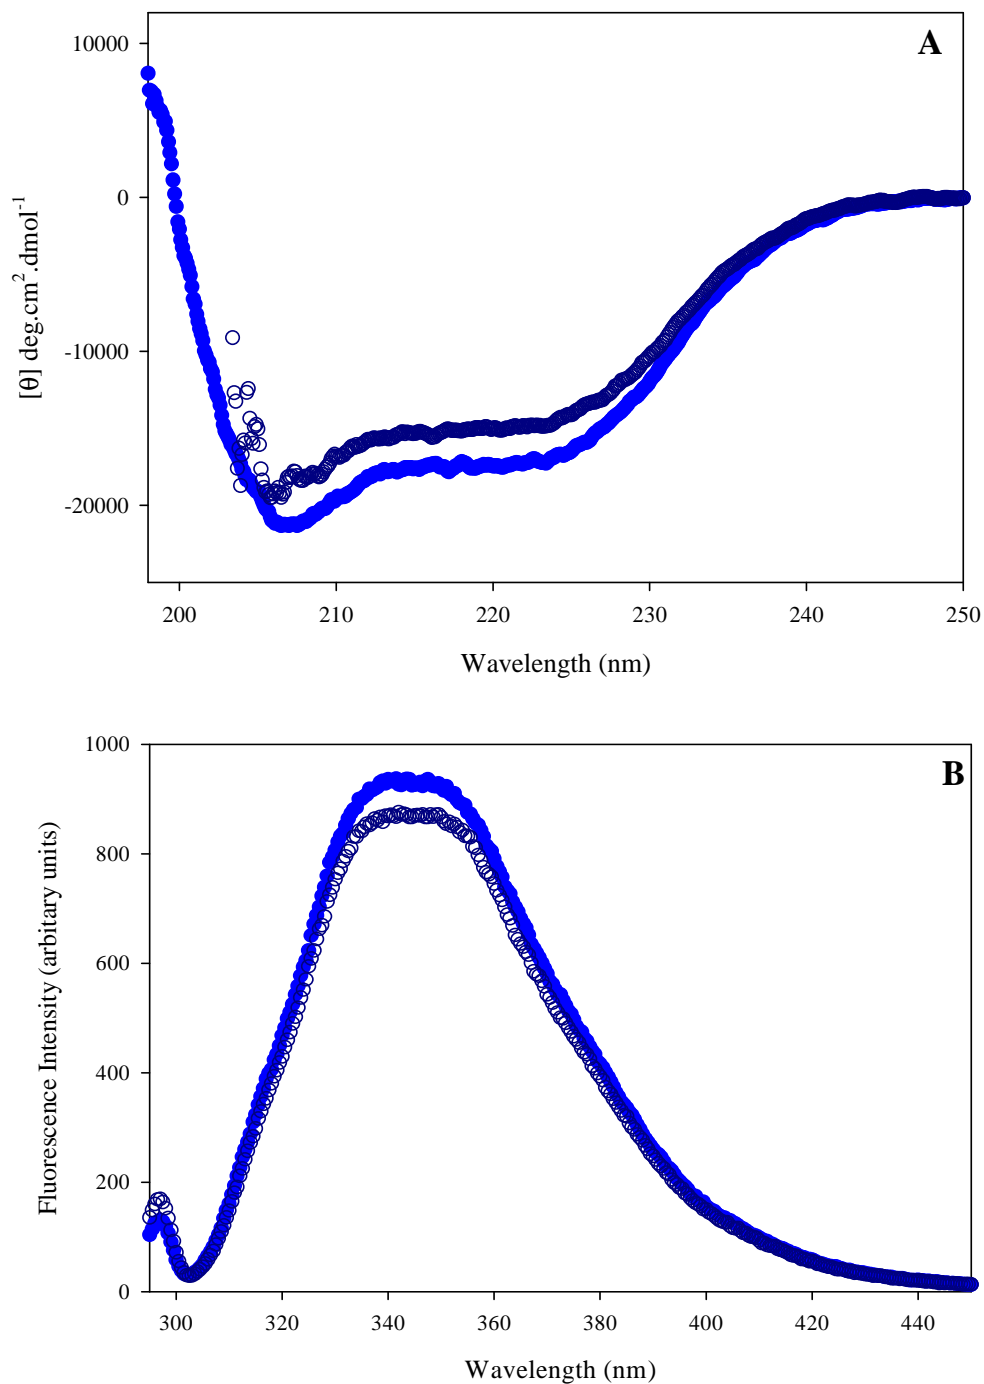 A
10000
0
-10000
-20000
[θ] deg.cm².dmol⁻¹
200 210 220 230 240 250
Wavelength (nm)
B
1000
800
600
400
200
0
Fluorescence Intensity (arbitary units)
300 320 340 360 380 400 420 440
Wavelength (nm)